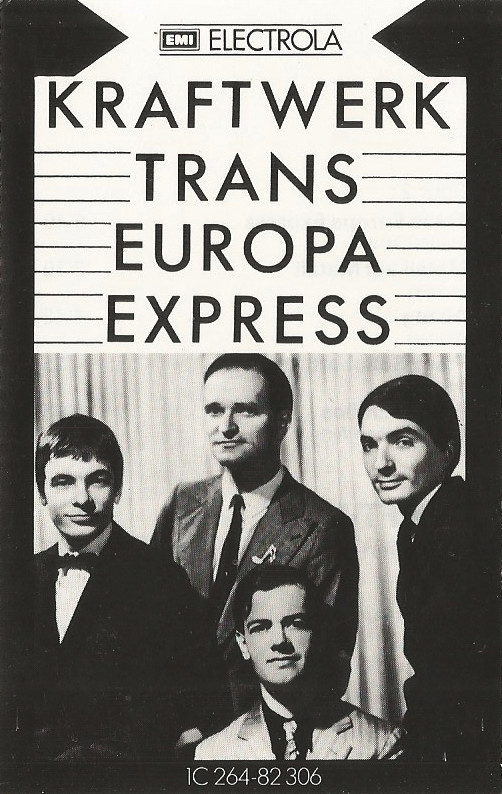 EMI ELECTROLA
KRAFTWERK
TRANS
EUROPA
EXPRESS
1C 264-82 306